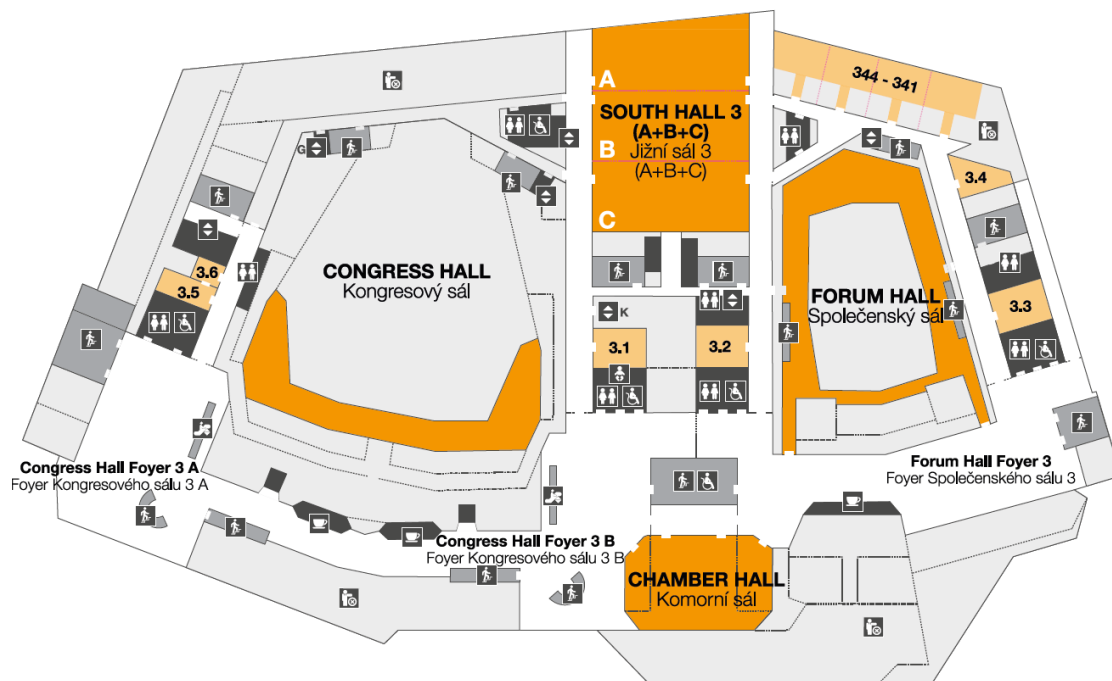 344 - 341
A
SOUTH HALL 3
(A+B+C)
Jižní sál 3
(A+B+C)
B
C
G
3.4
CONGRESS HALL
Kongresový sál
3.6
3.5
FORUM HALL
Společenský sál
K
3.1
3.2
3.3
Congress Hall Foyer 3 A
Foyer Kongresového sálu 3 A
Forum Hall Foyer 3
Foyer Společenského sálu 3
Congress Hall Foyer 3 B
Foyer Kongresového sálu 3 B
CHAMBER HALL
Komorní sál